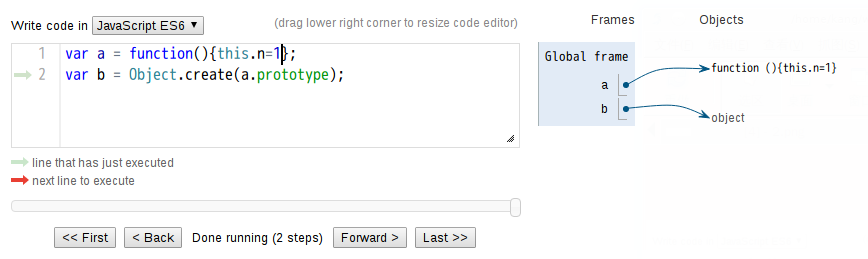 Write code in JavaScript ES6 ▼
(drag lower right corner to resize code editor)
1 var a = function(){this.n=1};
2 var b = Object.create(a.prototype);
line that has just executed
next line to execute
<< First < Back Done running (2 steps) Forward > Last >>
Frames Objects
Global frame
a
function (){this.n=1}
b
object